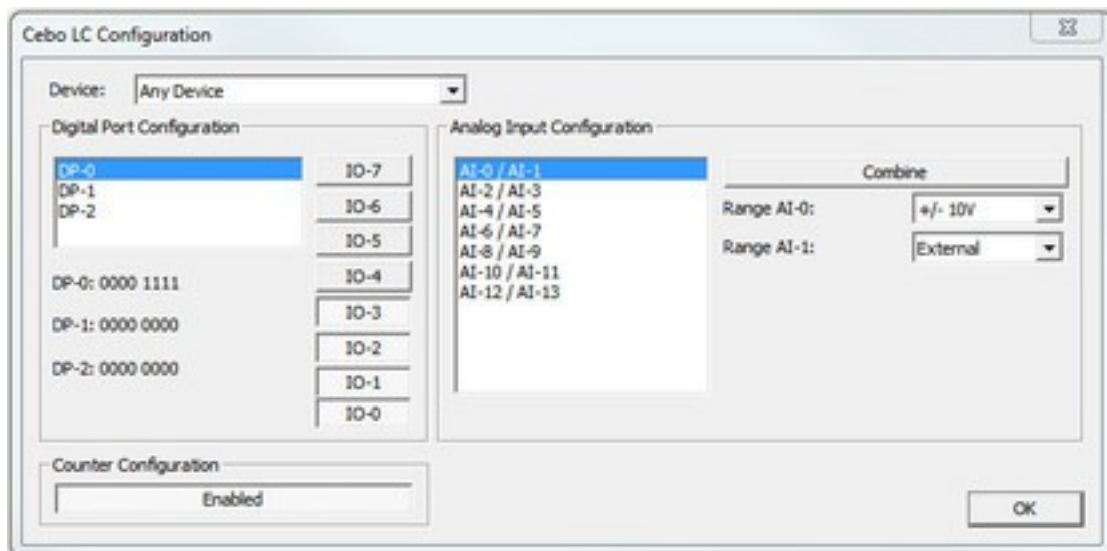 Cebo LC Configuration
Device: Any Device
Digital Port Configuration
DP-0
DP-1
DP-2
IO-7
IO-6
IO-5
IO-4
IO-3
IO-2
IO-1
IO-0
DP-0: 0000 1111
DP-1: 0000 0000
DP-2: 0000 0000
Analog Input Configuration
AI-0 / AI-1
AI-2 / AI-3
AI-4 / AI-5
AI-6 / AI-7
AI-8 / AI-9
AI-10 / AI-11
AI-12 / AI-13
Combine
Range AI-0: +/- 10V
Range AI-1: External
Counter Configuration
Enabled
OK